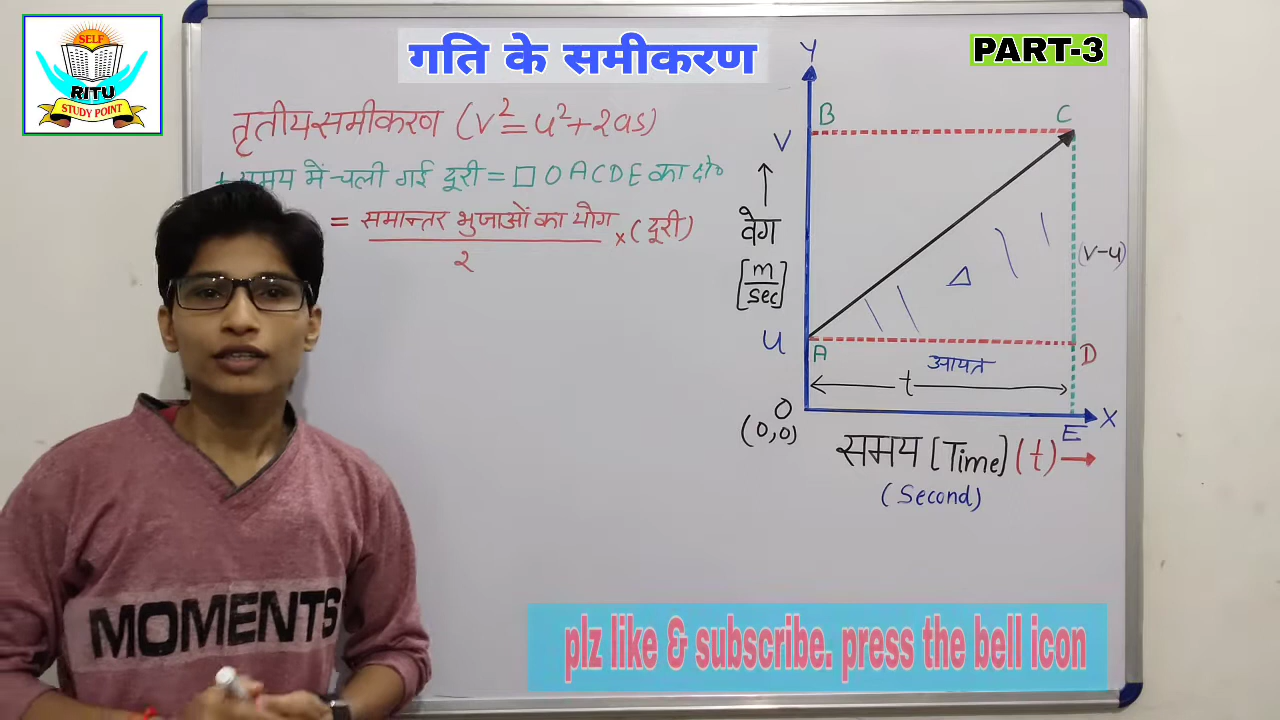 SELF
RITU
STUDY POINT
गति के समीकरण
PART-3
तृतीय समीकरण (v²=u²+2as)
t समय में चली गई दूरी = □ OACDE का क्षे०
= समान्तर भुजाओं का योग × (दूरी)
2
Y
B
C
V
वेग
[m/sec]
(v-u)
Δ
u
A
D
आयत
t
O
(0,0)
E
X
समय [Time] (t) →
(Second)
MOMENTS
plz like & subscribe. press the bell icon